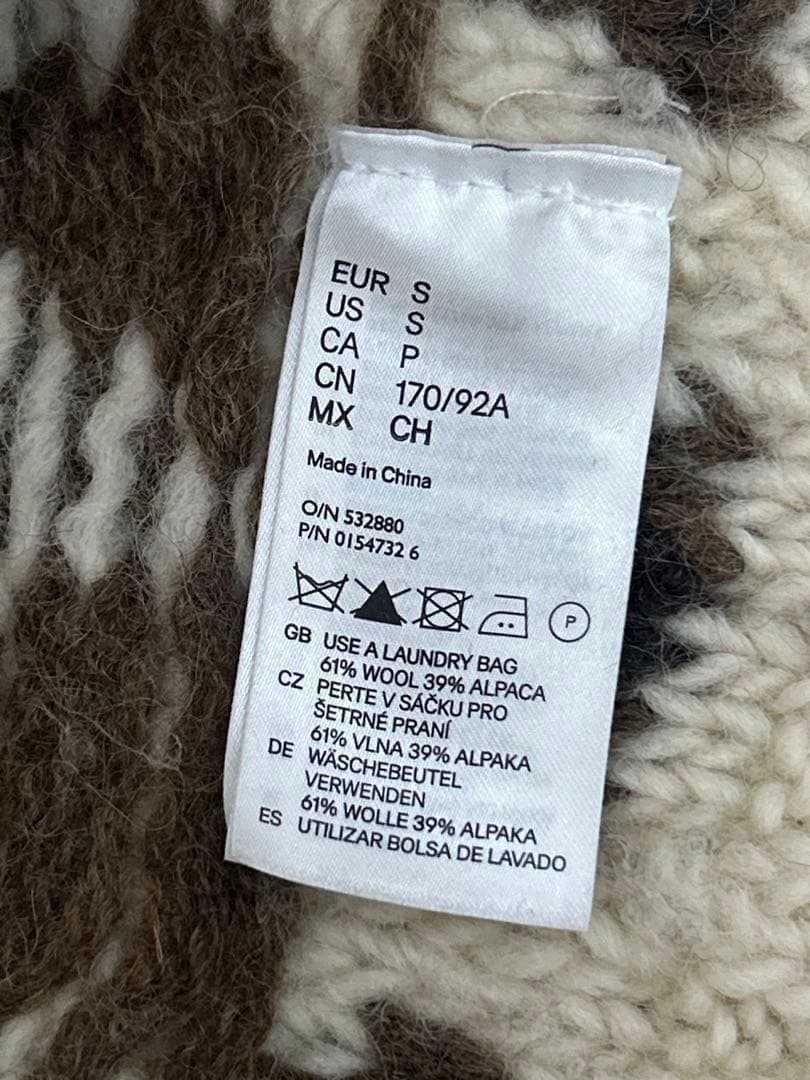 EUR S
US S
CA P
CN 170/92A
MX CH
Made in China
O/N 532880
P/N 0154732 6
P
GB USE A LAUNDRY BAG
61% WOOL 39% ALPACA
CZ PERTE V SÁČKU PRO
ŠETRNÉ PRANÍ
61% VLNA 39% ALPAKA
DE WÄSCHEBEUTEL
VERWENDEN
61% WOLLE 39% ALPAKA
ES UTILIZAR BOLSA DE LAVADO